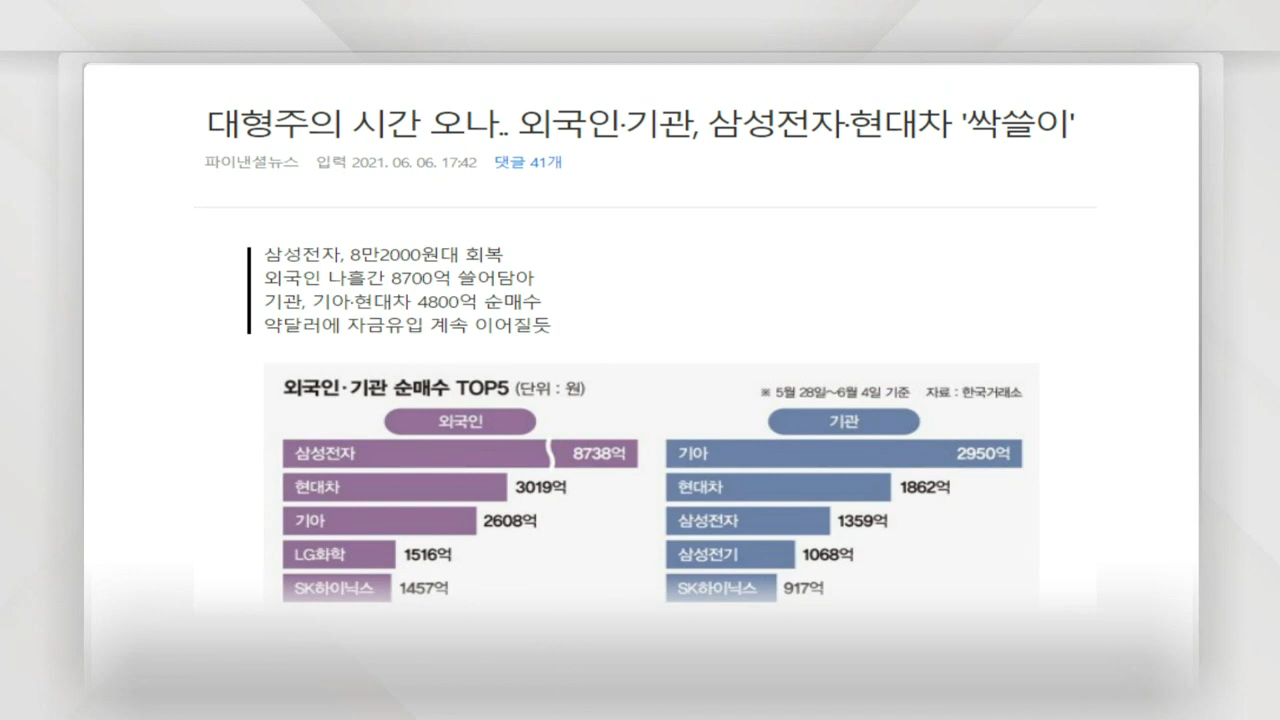 대형주의 시간 오나.. 외국인·기관, 삼성전자·현대차 '싹쓸이'
파이낸셜뉴스 입력 2021. 06. 06. 17:42 댓글 41개
삼성전자, 8만2000원대 회복
외국인 나흘간 8700억 쓸어담아
기관, 기아·현대차 4800억 순매수
약달러에 자금유입 계속 이어질듯
외국인·기관 순매수 TOP5 (단위 : 원)
※ 5월 28일~6월 4일 기준 자료 : 한국거래소
외국인
삼성전자 8738억
현대차 3019억
기아 2608억
LG화학 1516억
SK하이닉스 1457억
기관
기아 2950억
현대차 1862억
삼성전자 1359억
삼성전기 1068억
SK하이닉스 917억